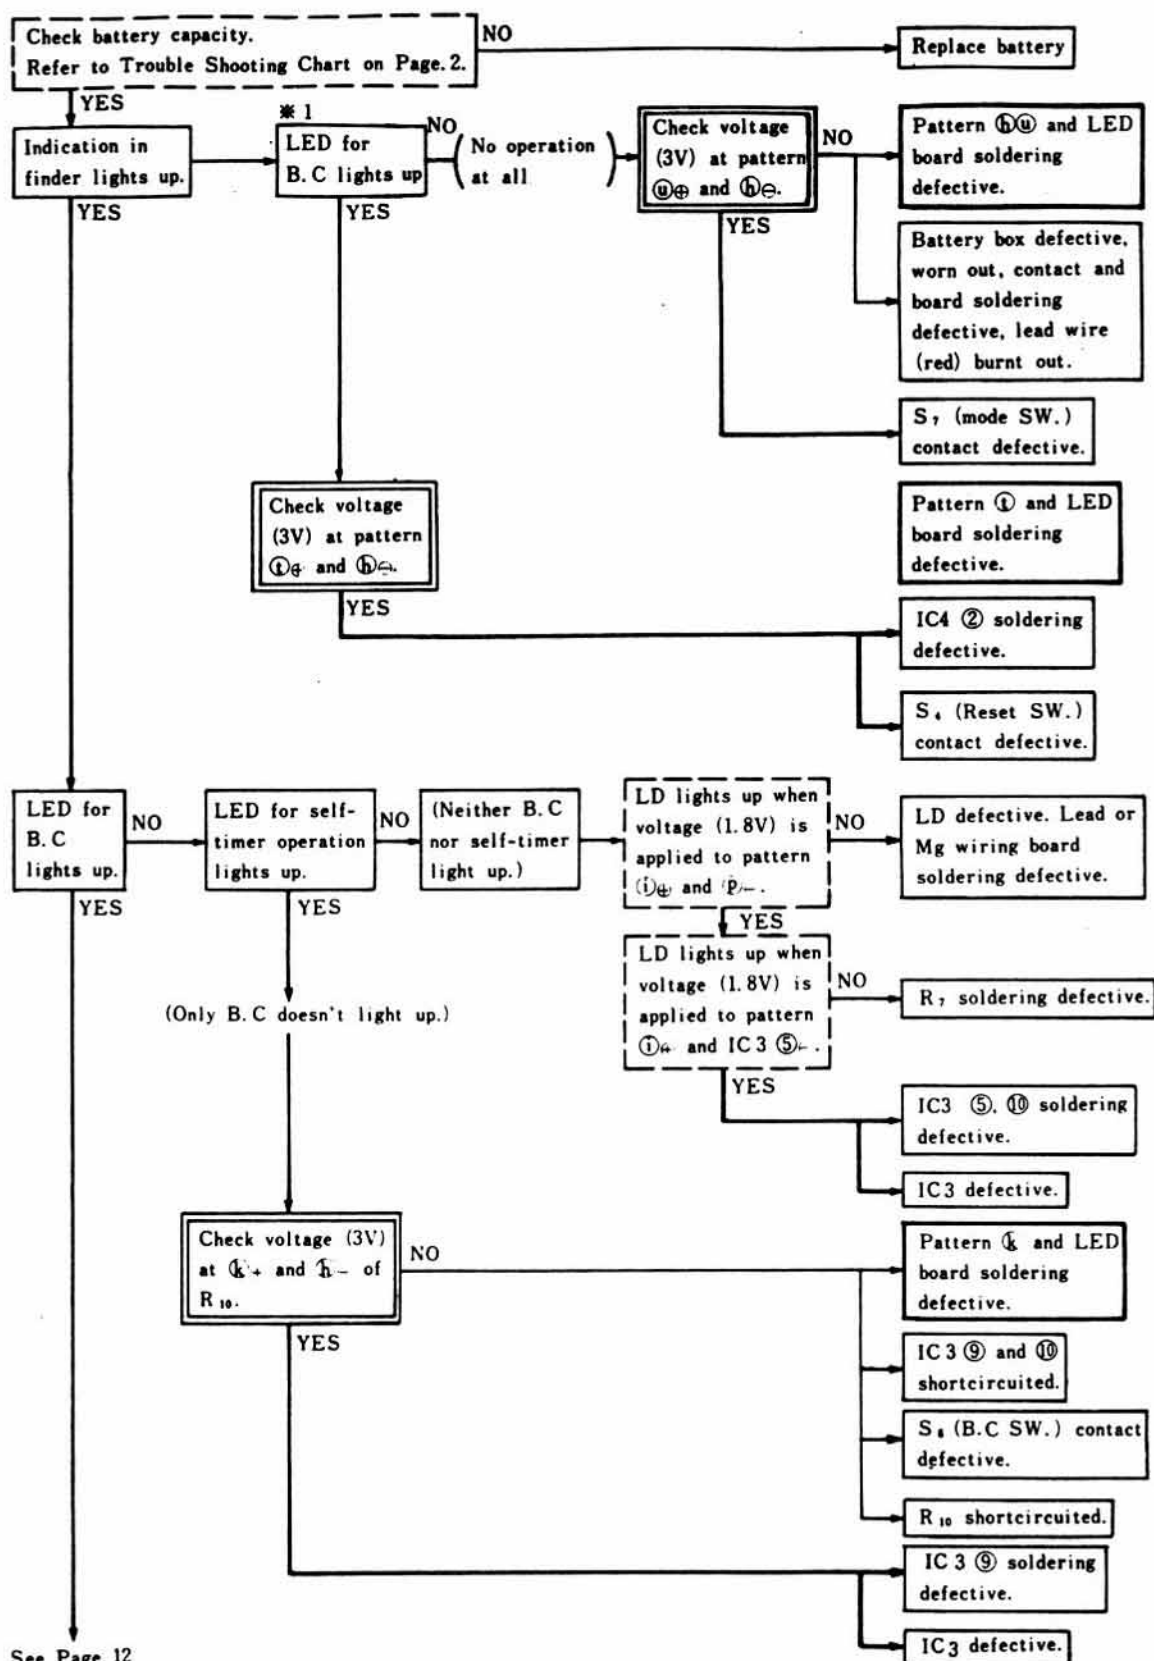 Check battery capacity.
Refer to Trouble Shooting Chart on Page.2.
NO
Replace battery
YES
Indication in
finder lights up.
※1
LED for
B.C lights up
NO
(No operation
at all)
Check voltage
(3V) at pattern
ⓤ⊕ and ⓗ⊖.
NO
Pattern ⓗⓤ and LED
board soldering
defective.
Battery box defective,
worn out, contact and
board soldering
defective, lead wire
(red) burnt out.
YES
S₇ (mode SW.)
contact defective.
YES
YES
Check voltage
(3V) at pattern
ⓣ⊕ and ⓗ⊖.
Pattern ⓣ and LED
board soldering
defective.
YES
IC4 ② soldering
defective.
S₄ (Reset SW.)
contact defective.
LED for
B.C
lights up.
NO
LED for self-
timer operation
lights up.
NO
(Neither B.C
nor self-timer
light up.)
LD lights up when
voltage (1.8V) is
applied to pattern
ⓘ⊕ and ⓟ⊖.
NO
LD defective. Lead or
Mg wiring board
soldering defective.
YES
YES
YES
LD lights up when
voltage (1.8V) is
applied to pattern
ⓘ⊕ and IC3 ⑤⊖.
NO
R₇ soldering defective.
(Only B.C doesn't light up.)
YES
IC3 ⑤, ⑩ soldering
defective.
IC3 defective.
Check voltage (3V)
at ⓚ+ and ⓗ− of
R₁₀.
NO
Pattern ⓚ and LED
board soldering
defective.
YES
IC3 ⑨ and ⑩
shortcircuited.
(B.C SW.) contact
defective.
R₁₀ shortcircuited.
IC3 ⑨ soldering
defective.
IC3 defective.
See Page 12